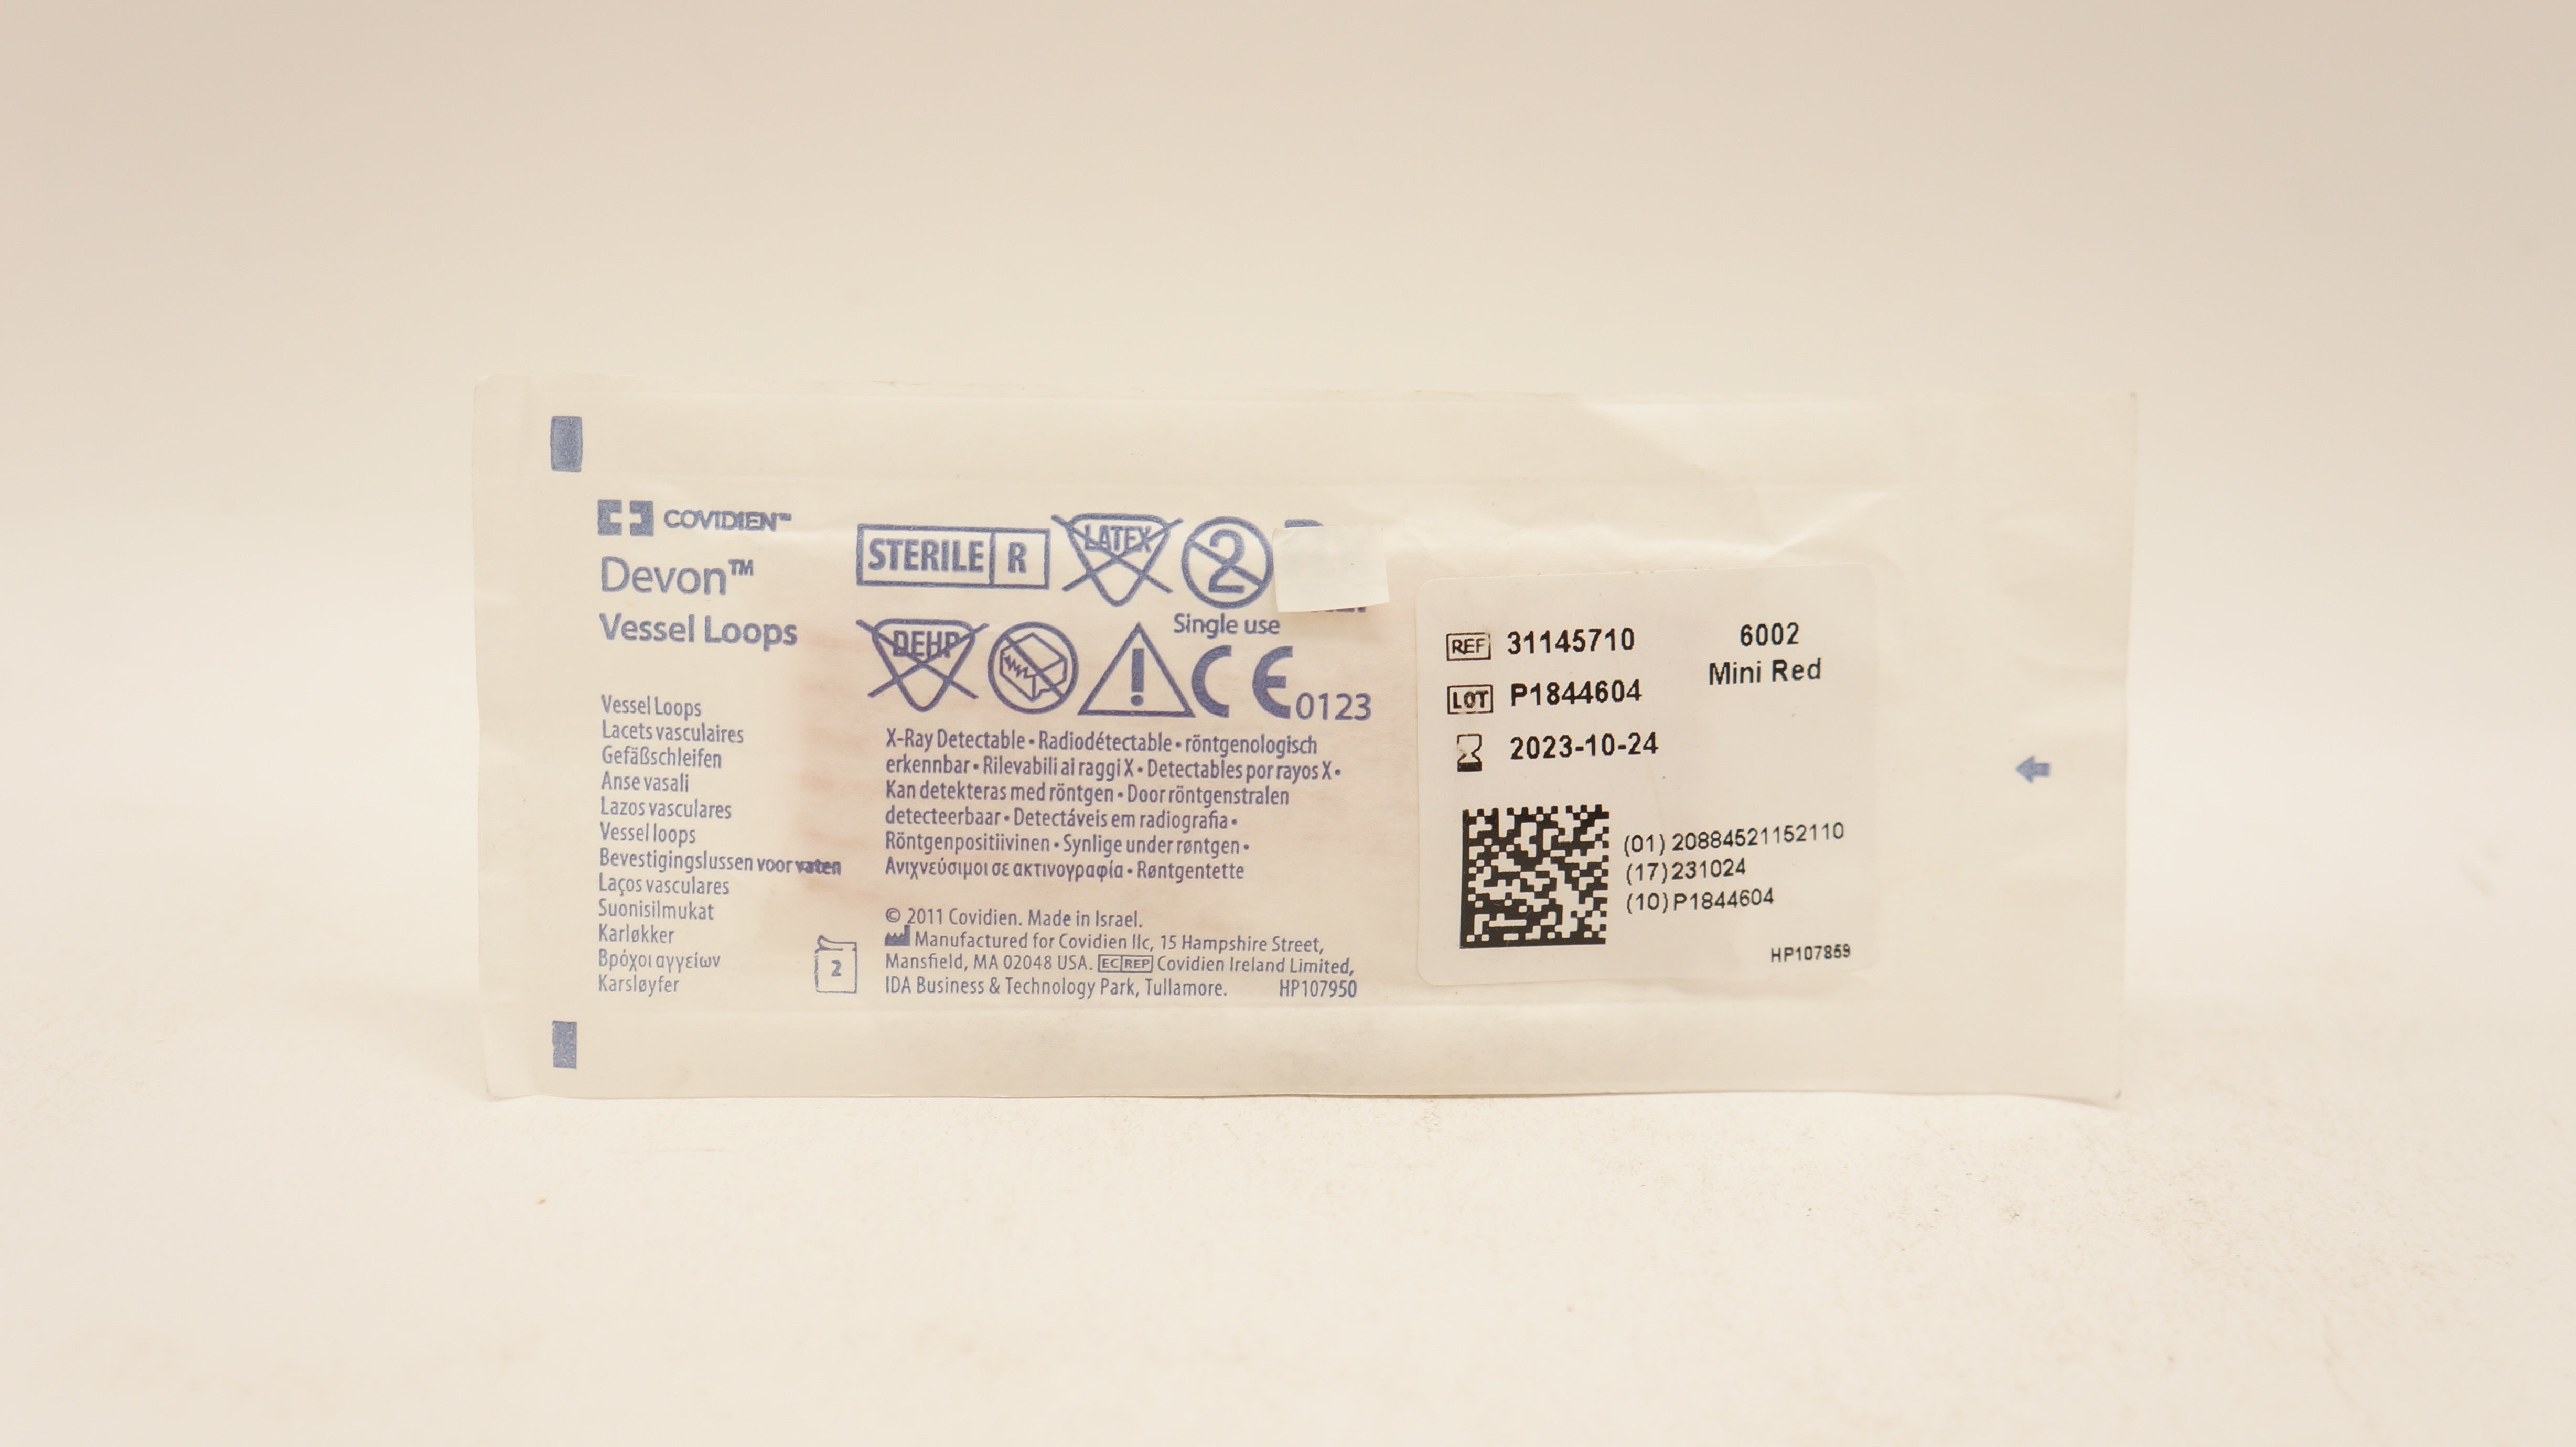 COVIDIEN™
Devon™
Vessel Loops
Vessel Loops
Lacets vasculaires
Gefäßschleifen
Anse vasali
Lazos vasculares
Vessel loops
Bevestigingslussen voor vaten
Laços vasculares
Suonisilmukat
Karløkker
Βρόχοι αγγείων
Karsløyfer
2
STERILE R
LATEX
2
Single use
DEHP
!
CE 0123
X-Ray Detectable • Radiodétectable • röntgenologisch
erkennbar • Rilevabili ai raggi X • Detectables por rayos X •
Kan detekteras med röntgen • Door röntgenstralen
detecteerbaar • Detectáveis em radiografia •
Röntgenpositiivinen • Synlige under røntgen •
Ανιχνεύσιμοι σε ακτινογραφία • Røntgentette
© 2011 Covidien. Made in Israel.
Manufactured for Covidien llc, 15 Hampshire Street,
Mansfield, MA 02048 USA. EC REP Covidien Ireland Limited,
IDA Business & Technology Park, Tullamore. HP107950
REF 31145710
6002
Mini Red
LOT P1844604
2023-10-24
(01) 20884521152110
(17) 231024
(10) P1844604
HP107859